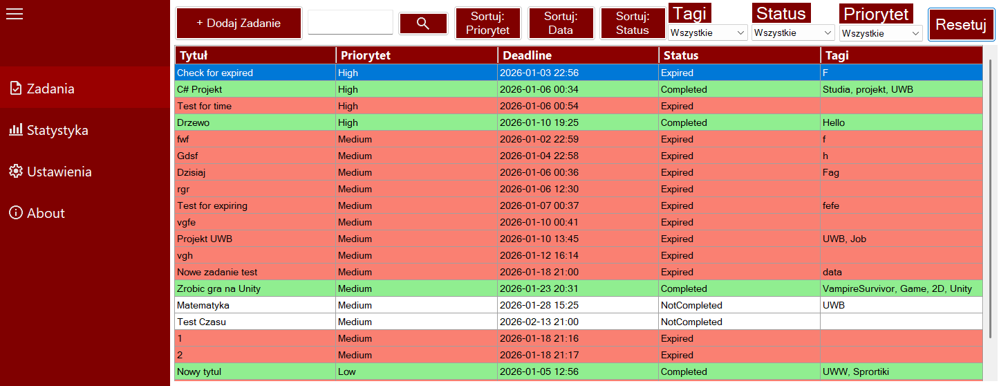 Zadania
Statystyka
Ustawienia
About
+ Dodaj Zadanie
Sortuj:
Priorytet
Sortuj:
Data
Sortuj:
Status
Tagi
Wszystkie
Status
Wszystkie
Priorytet
Wszystkie
Resetuj
Tytuł Priorytet Deadline Status Tagi
Check for expired High 2026-01-03 22:56 Expired F
C# Projekt High 2026-01-06 00:34 Completed Studia, projekt, UWB
Test for time High 2026-01-06 00:54 Expired
Drzewo High 2026-01-10 19:25 Completed Hello
fwf Medium 2026-01-02 22:59 Expired f
Gdsf Medium 2026-01-04 22:58 Expired h
Dzisiaj Medium 2026-01-06 00:36 Expired Fag
rgr Medium 2026-01-06 12:30 Expired
Test for expiring Medium 2026-01-07 00:37 Expired fefe
vgfe Medium 2026-01-10 00:41 Expired
Projekt UWB Medium 2026-01-10 13:45 Expired UWB, Job
vgh Medium 2026-01-12 16:14 Expired
Nowe zadanie test Medium 2026-01-18 21:00 Expired data
Zrobic gra na Unity Medium 2026-01-23 20:31 Completed VampireSurvivor, Game, 2D, Unity
Matematyka Medium 2026-01-28 15:25 NotCompleted UWB
Test Czasu Medium 2026-02-13 21:00 NotCompleted
1 Medium 2026-01-18 21:16 Expired
2 Medium 2026-01-18 21:17 Expired
Nowy tytul Low 2026-01-05 12:56 Completed UWW, Sprortiki